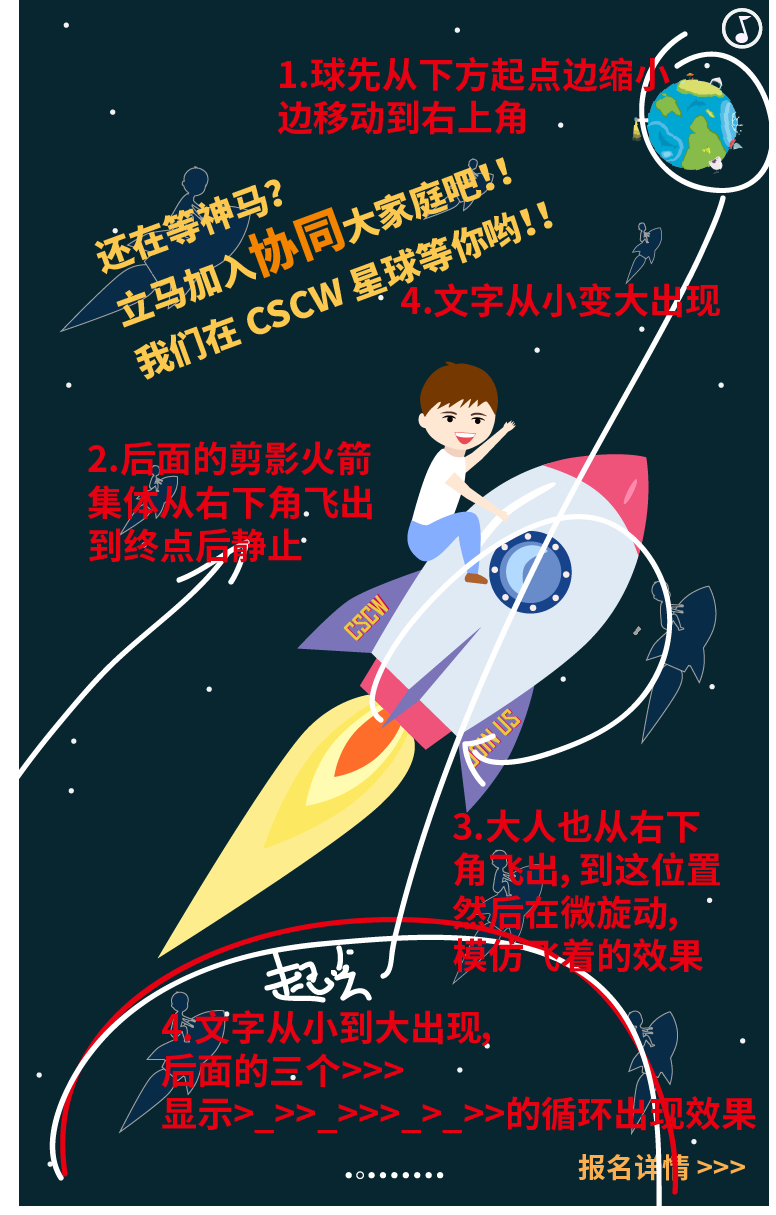 1.球先从下方起点边缩小
边移动到右上角
还在等神马?
立马加入协同大家庭吧!!
我们在 CSCW 星球等你哟!!
4.文字从小变大出现
2.后面的剪影火箭
集体从右下角飞出
到终点后静止
CSCW
JOIN US
3.大人也从右下
角飞出，到这位置
然后在微旋动，
模仿飞着的效果
起点
4.文字从小到大出现，
后面的三个>>>
显示>_>>_>>>_>_>>的循环出现效果
报名详情 >>>